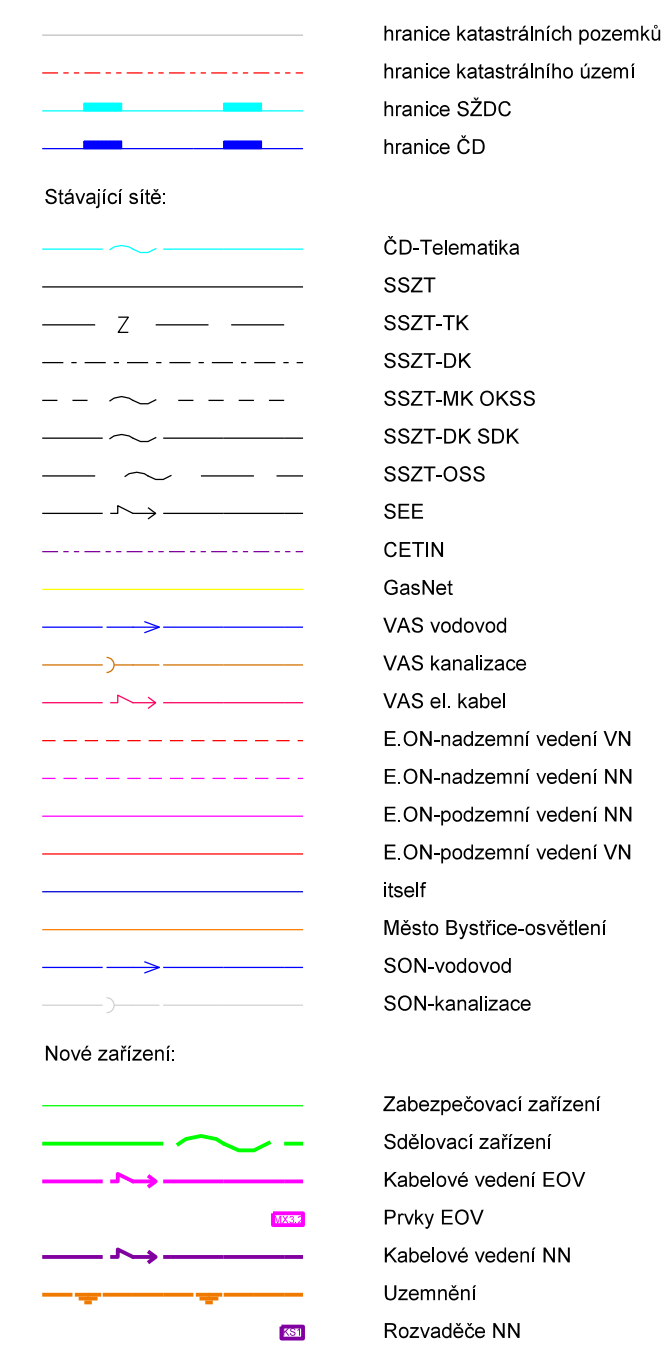 hranice katastrálních pozemků
hranice katastrálního území
hranice SŽDC
hranice ČD
Stávající sítě:
ČD-Telematika
SSZT
Z SSZT-TK
SSZT-DK
SSZT-MK OKSS
SSZT-DK SDK
SSZT-OSS
SEE
CETIN
GasNet
VAS vodovod
VAS kanalizace
VAS el. kabel
E.ON-nadzemní vedení VN
E.ON-nadzemní vedení NN
E.ON-podzemní vedení NN
E.ON-podzemní vedení VN
itself
Město Bystřice-osvětlení
SON-vodovod
SON-kanalizace
Nové zařízení:
Zabezpečovací zařízení
Sdělovací zařízení
Kabelové vedení EOV
MX3.2 Prvky EOV
Kabelové vedení NN
Uzemnění
KS1 Rozvaděče NN